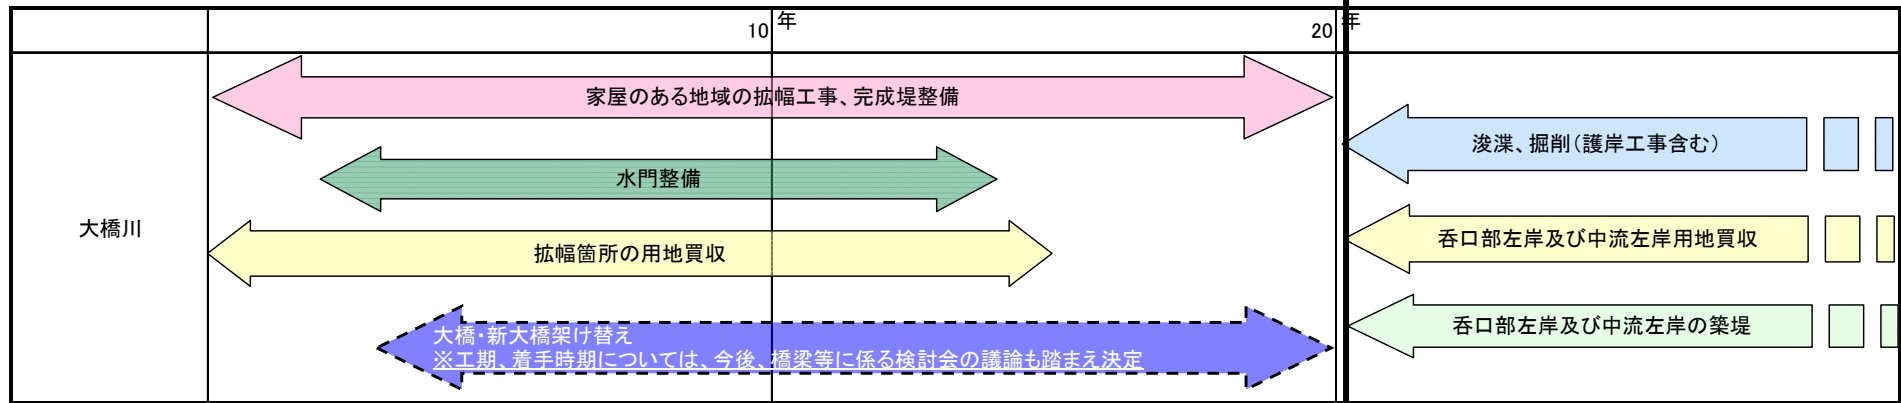 10年
20年
大橋川
家屋のある地域の拡幅工事、完成堤整備
水門整備
拡幅箇所の用地買収
大橋・新大橋架け替え
※工期、着手時期については、今後、橋梁等に係る検討会の議論も踏まえ決定
浚渫、掘削(護岸工事含む)
呑口部左岸及び中流左岸用地買収
呑口部左岸及び中流左岸の築堤